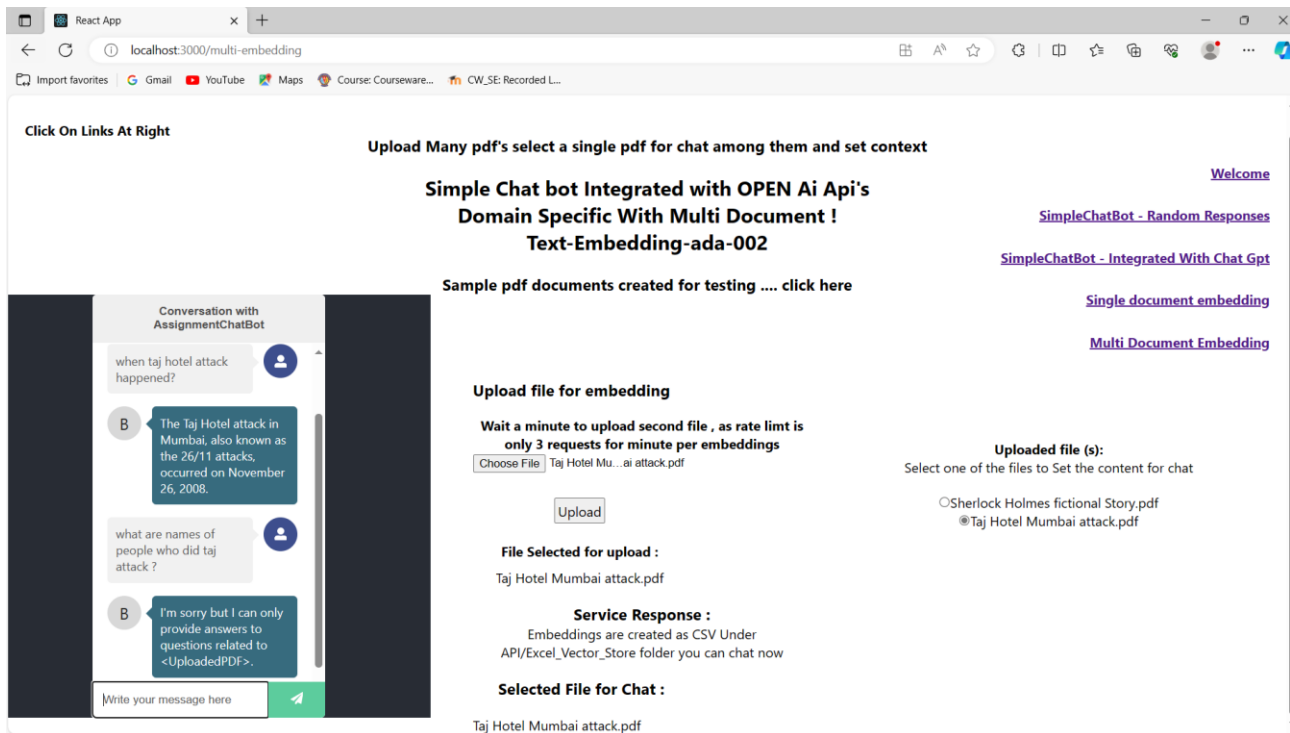 React App
localhost:3000/multi-embedding
Import favorites
Gmail
YouTube
Maps
Course: Courseware...
CW_SE: Recorded L...
Click On Links At Right
Upload Many pdf's select a single pdf for chat among them and set context
Simple Chat bot Integrated with OPEN Ai Api's
Domain Specific With Multi Document !
Text-Embedding-ada-002
Sample pdf documents created for testing .... click here
Welcome
SimpleChatBot - Random Responses
SimpleChatBot - Integrated With Chat Gpt
Single document embedding
Multi Document Embedding
Conversation with
AssignmentChatBot
when taj hotel attack
happened?
B
The Taj Hotel attack in
Mumbai, also known as
the 26/11 attacks,
occurred on November
26, 2008.
what are names of
people who did taj
attack ?
B
I'm sorry but I can only
provide answers to
questions related to
<UploadedPDF>.
Write your message here
Upload file for embedding
Wait a minute to upload second file , as rate limt is
only 3 requests for minute per embeddings
Choose File Taj Hotel Mu...ai attack.pdf
Upload
File Selected for upload :
Taj Hotel Mumbai attack.pdf
Service Response :
Embeddings are created as CSV Under
API/Excel_Vector_Store folder you can chat now
Selected File for Chat :
Taj Hotel Mumbai attack.pdf
Uploaded file (s):
Select one of the files to Set the content for chat
Sherlock Holmes fictional Story.pdf
Taj Hotel Mumbai attack.pdf